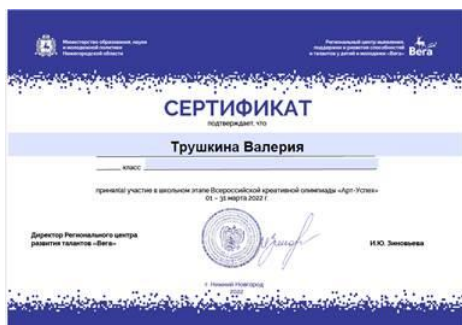 Министерство образования, науки
и молодежной политики
Нижегородской области
Региональный центр выявления,
поддержки и развития способностей
и талантов у детей и молодежи «Вега»
Вега
СЕРТИФИКАТ
подтверждает, что
Трушкина Валерия
класс
принял(а) участие в школьном этапе Всероссийской креативной олимпиады «Арт-Успех»
01 – 31 марта 2022 г.
Директор Регионального центра
развития талантов «Вега»
И.Ю. Зиновьева
г. Нижний Новгород
2022